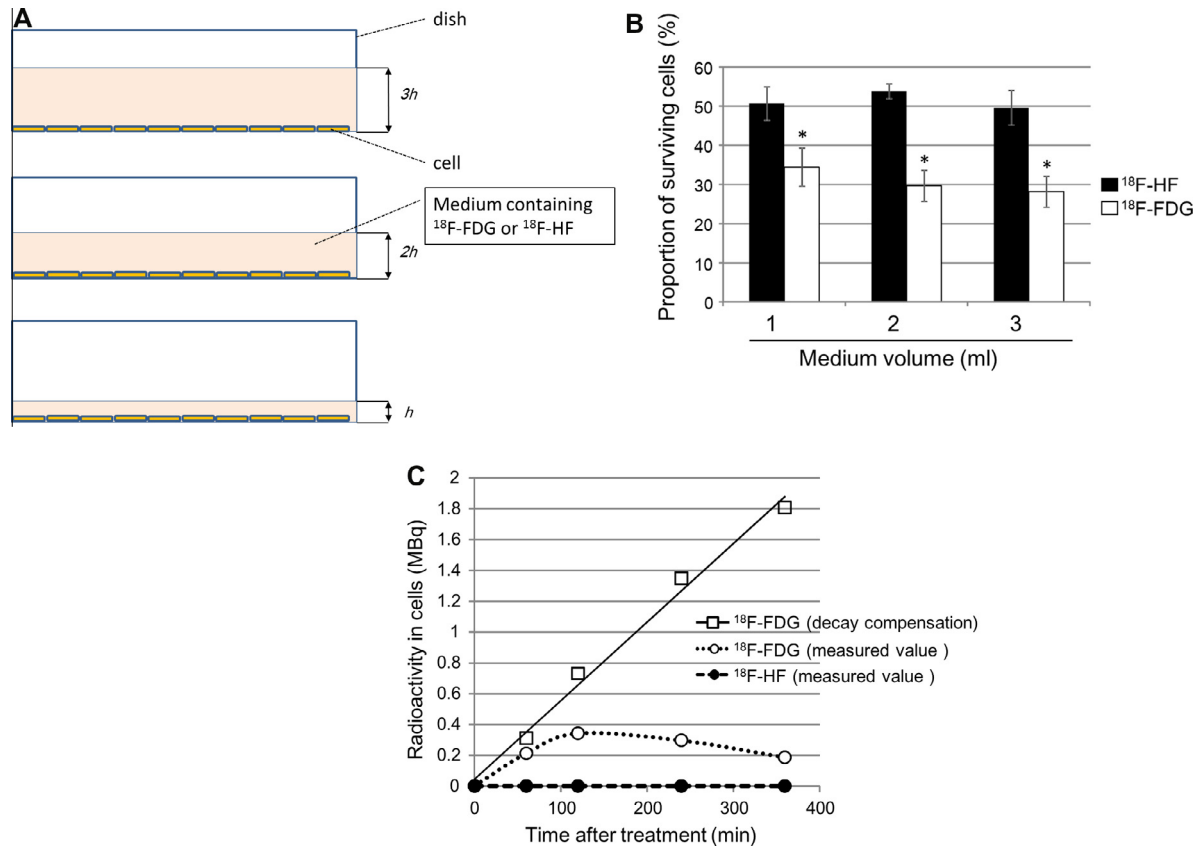 A
dish
3h
cell
Medium containing
¹⁸F-FDG or ¹⁸F-HF
2h
h
B
Proportion of surviving cells (%)
60
50
40
30
20
10
0
*
*
*
1
2
3
Medium volume (ml)
¹⁸F-HF
¹⁸F-FDG
C
Radioactivity in cells (MBq)
2
1.8
1.6
1.4
1.2
1
0.8
0.6
0.4
0.2
0
0
100
200
300
400
Time after treatment (min)
¹⁸F-FDG (decay compensation)
¹⁸F-FDG (measured value )
¹⁸F-HF (measured value )